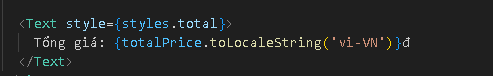 <Text style={styles.total}>
Tổng giá: {totalPrice.toLocaleString('vi-VN')}đ
</Text>